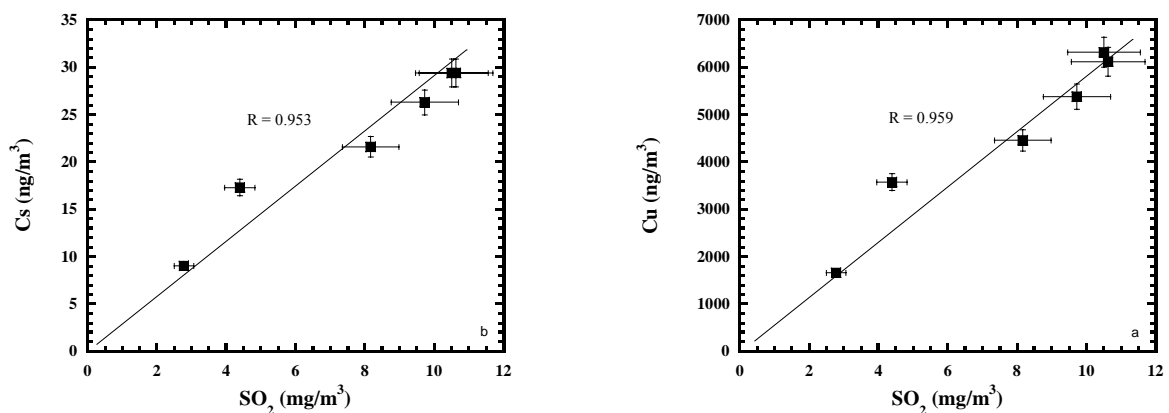 40
35
30
25
20
15
10
5
0
Cs (ng/m³)
R = 0.953
b
0 2 4 6 8 10 12
SO₂ (mg/m³)
7000
6000
5000
4000
3000
2000
1000
0
Cu (ng/m³)
R = 0.959
a
0 2 4 6 8 10 12
SO₂ (mg/m³)